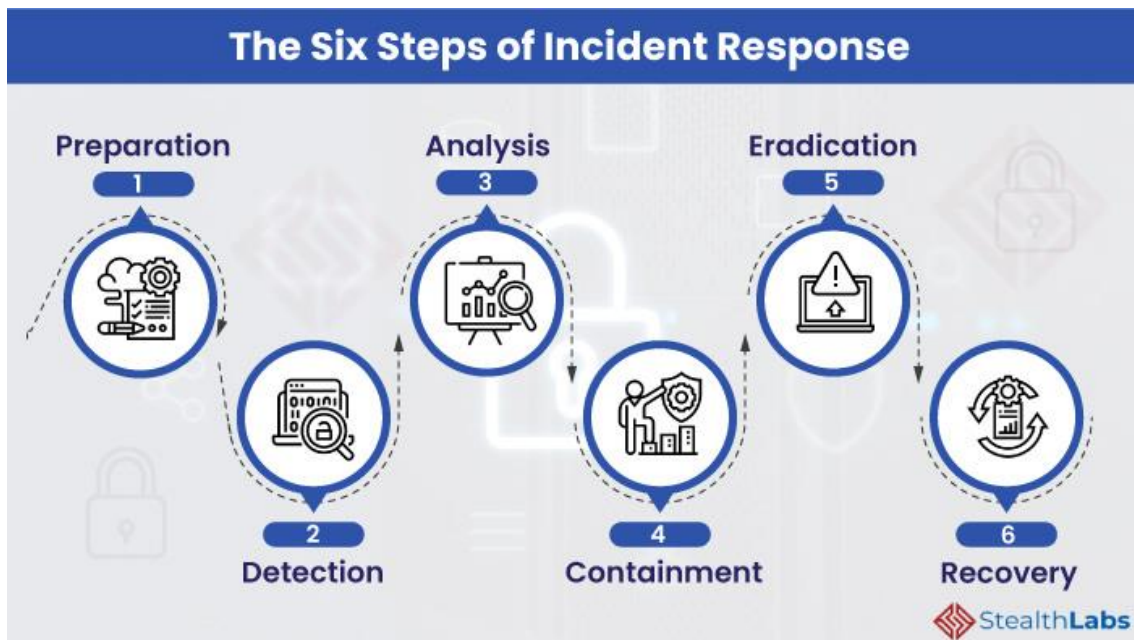 The Six Steps of Incident Response
Preparation
1
2
Detection
Analysis
3
4
Containment
Eradication
5
6
Recovery
StealthLabs